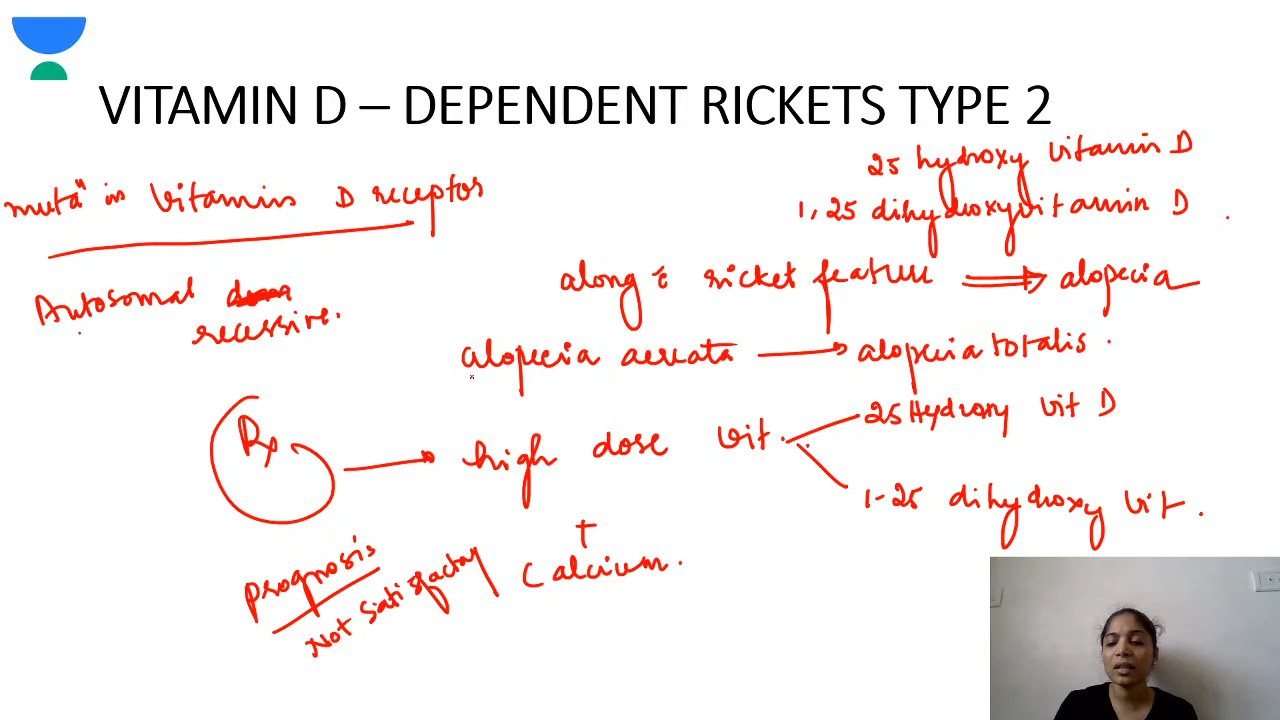 VITAMIN D – DEPENDENT RICKETS TYPE 2
25 hydroxy vitamin D
mutaⁿ in vitamin D receptor
1,25 dihydroxyvitamin D .
along c̄ ricket feature ⟹ alopecia
Autosomal
recessive.
alopecia aereata → alopecia totalis .
25 Hydroxy vit D
Rx → high dose vit .
1-25 dihydroxy vit .
+
Calcium .
prognosis
Not satisfactory